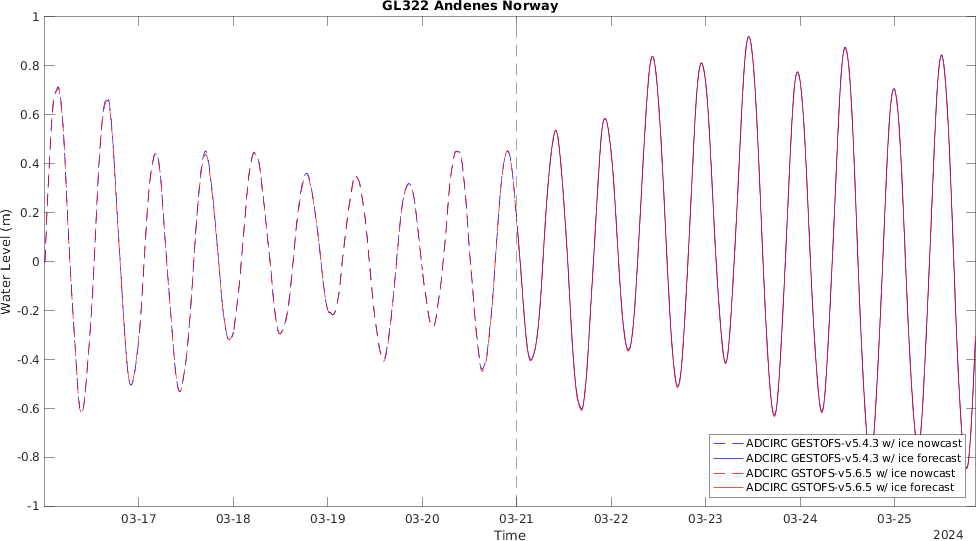 GL322 Andenes Norway
1
0.8
0.6
0.4
0.2
0
-0.2
-0.4
-0.6
-0.8
-1
Water Level (m)
ADCIRC GESTOFS-v5.4.3 w/ ice nowcast
ADCIRC GESTOFS-v5.4.3 w/ ice forecast
ADCIRC GSTOFS-v5.6.5 w/ ice nowcast
ADCIRC GSTOFS-v5.6.5 w/ ice forecast
03-17 03-18 03-19 03-20 03-21 03-22 03-23 03-24 03-25
Time
2024